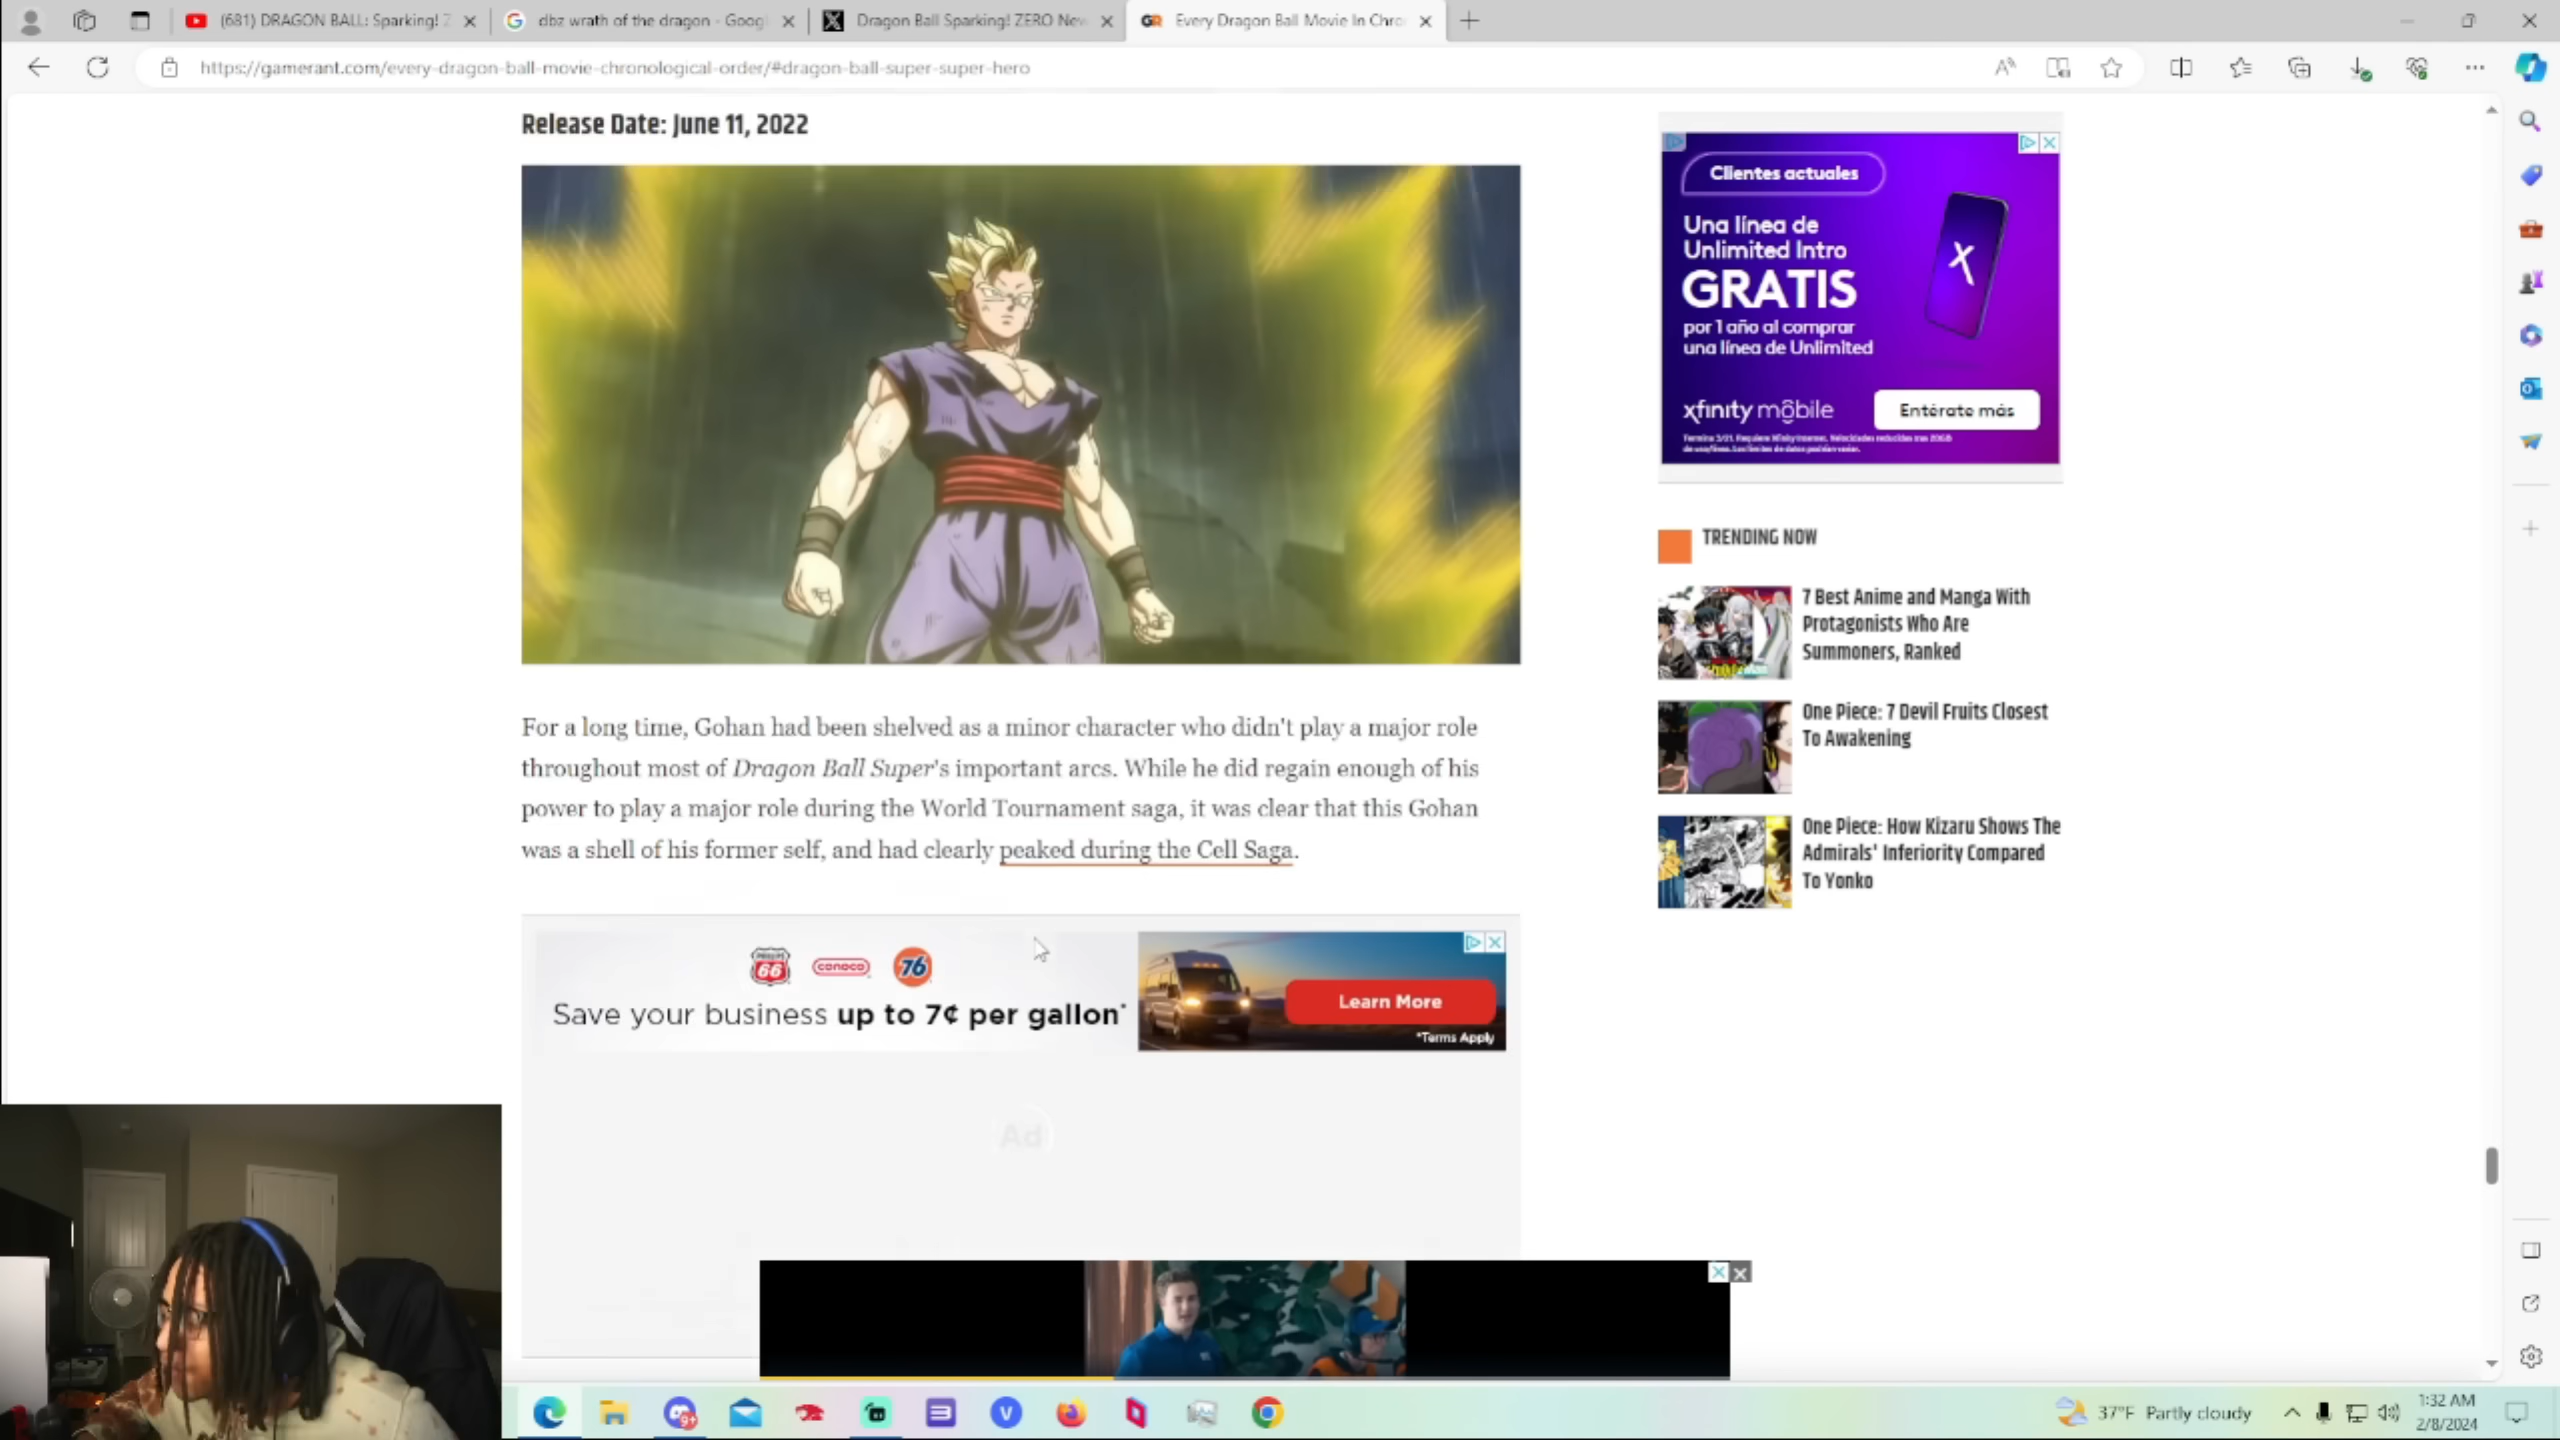 (681) DRAGON BALL: Sparking! Z
dbz wrath of the dragon - Goog
Dragon Ball Sparking! ZERO New
GR
Every Dragon Ball Movie In Chro
https://gamerant.com/every-dragon-ball-movie-chronological-order/#dragon-ball-super-super-hero
Release Date: June 11, 2022
Clientes actuales
Una línea de
Unlimited Intro
GRATIS
por 1 año al comprar
una línea de Unlimited
xfinity mobile
Entérate más
X
TRENDING NOW
7 Best Anime and Manga With
Protagonists Who Are
Summoners, Ranked
One Piece: 7 Devil Fruits Closest
To Awakening
One Piece: How Kizaru Shows The
Admirals' Inferiority Compared
To Yonko
For a long time, Gohan had been shelved as a minor character who didn't play a major role
throughout most of Dragon Ball Super's important arcs. While he did regain enough of his
power to play a major role during the World Tournament saga, it was clear that this Gohan
was a shell of his former self, and had clearly peaked during the Cell Saga.
PHILLIPS 66
conoco
76
Save your business up to 7¢ per gallon*
Learn More
*Terms Apply
Ad
37°F Partly cloudy
1:32 AM
2/8/2024